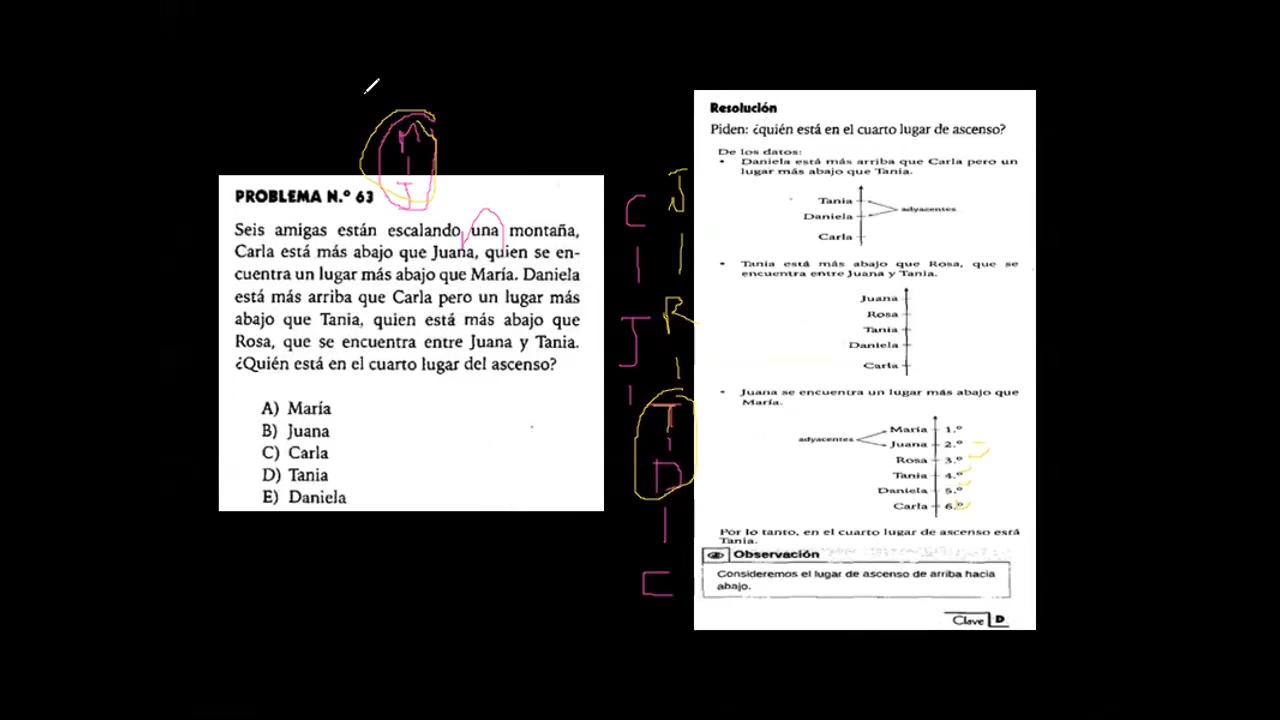 PROBLEMA N.º 63
Seis amigas están escalando una montaña,
Carla está más abajo que Juana, quien se en-
cuentra un lugar más abajo que María. Daniela
está más arriba que Carla pero un lugar más
abajo que Tania, quien está más abajo que
Rosa, que se encuentra entre Juana y Tania.
¿Quién está en el cuarto lugar del ascenso?
A) María
B) Juana
C) Carla
D) Tania
E) Daniela
M
J
C
J
J
R
T
D
C
Resolución
Piden: ¿quién está en el cuarto lugar de ascenso?
De los datos:
• Daniela está más arriba que Carla pero un
lugar más abajo que Tania.
Tania
Daniela
adyacentes
Carla
• Tania está más abajo que Rosa, que se
encuentra entre Juana y Tania.
Juana
Rosa
Tania
Daniela
Carla
• Juana se encuentra un lugar más abajo que
María.
adyacentes
María 1.º
Juana 2.º
Rosa 3.º
Tania 4.º
Daniela 5.º
Carla 6.º
Por lo tanto, en el cuarto lugar de ascenso está
Tania.
Observación
Consideremos el lugar de ascenso de arriba hacia
abajo.
Clave D